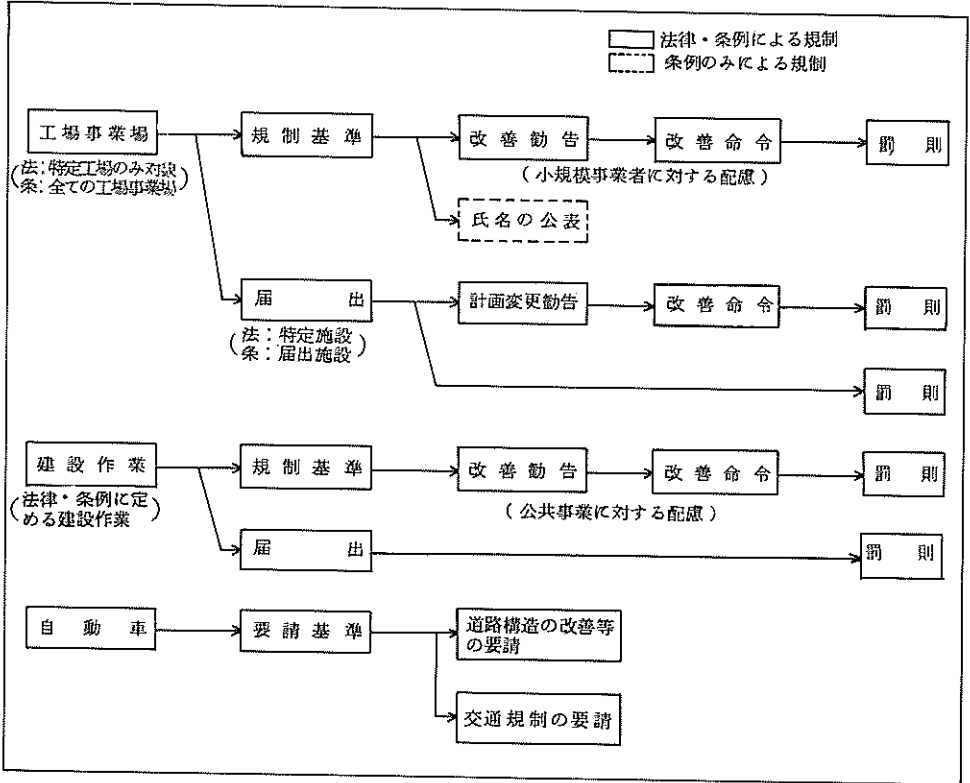 法律・条例による規制
条例のみによる規制
工場事業場
(法:特定工場のみ対象
条:全ての工場事業場)
規制基準
改善勧告
改善命令
罰則
(小規模事業者に対する配慮)
氏名の公表
届出
(法:特定施設
条:届出施設)
計画変更勧告
改善命令
罰則
罰則
建設作業
(法律・条例に定
める建設作業)
規制基準
改善勧告
改善命令
罰則
(公共事業に対する配慮)
届出
罰則
自動車
要請基準
道路構造の改善等
の要請
交通規制の要請